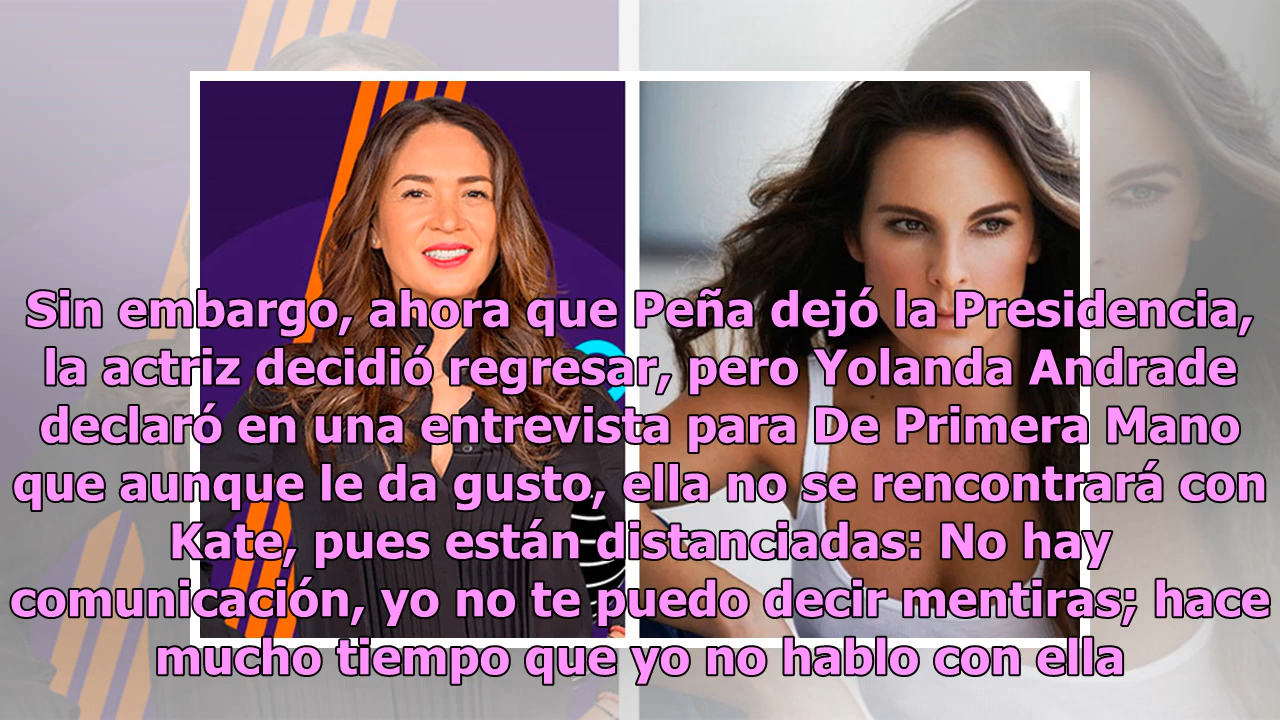 Sin embargo, ahora que Peña dejó la Presidencia,
la actriz decidió regresar, pero Yolanda Andrade
declaró en una entrevista para De Primera Mano
que aunque le da gusto, ella no se rencontrará con
Kate, pues están distanciadas: No hay
comunicación, yo no te puedo decir mentiras; hace
mucho tiempo que yo no hablo con ella